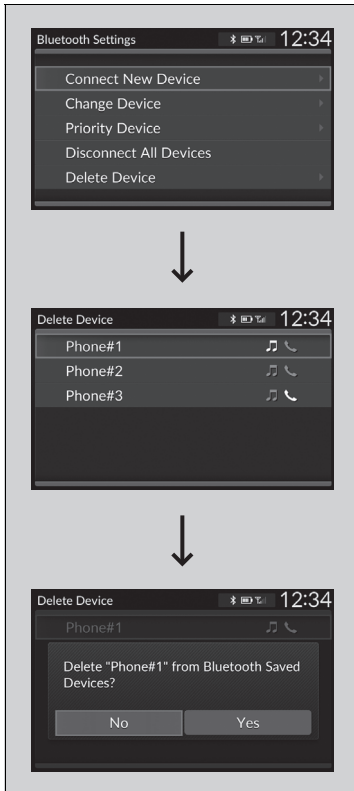 Bluetooth Settings 12:34
Connect New Device
Change Device
Priority Device
Disconnect All Devices
Delete Device
Delete Device 12:34
Phone#1
Phone#2
Phone#3
Delete Device 12:34
Phone#1
Delete "Phone#1" from Bluetooth Saved
Devices?
No Yes